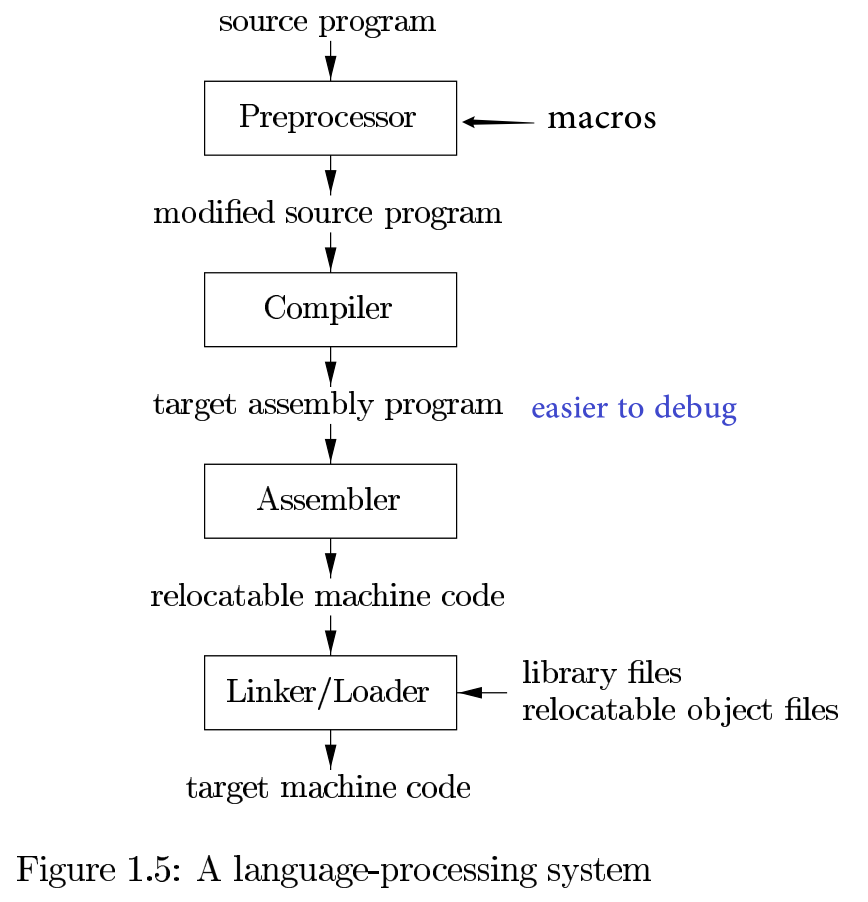 source program
Preprocessor
macros
modified source program
Compiler
target assembly program
easier to debug
Assembler
relocatable machine code
Linker/Loader
library files
relocatable object files
target machine code
Figure 1.5: A language-processing system